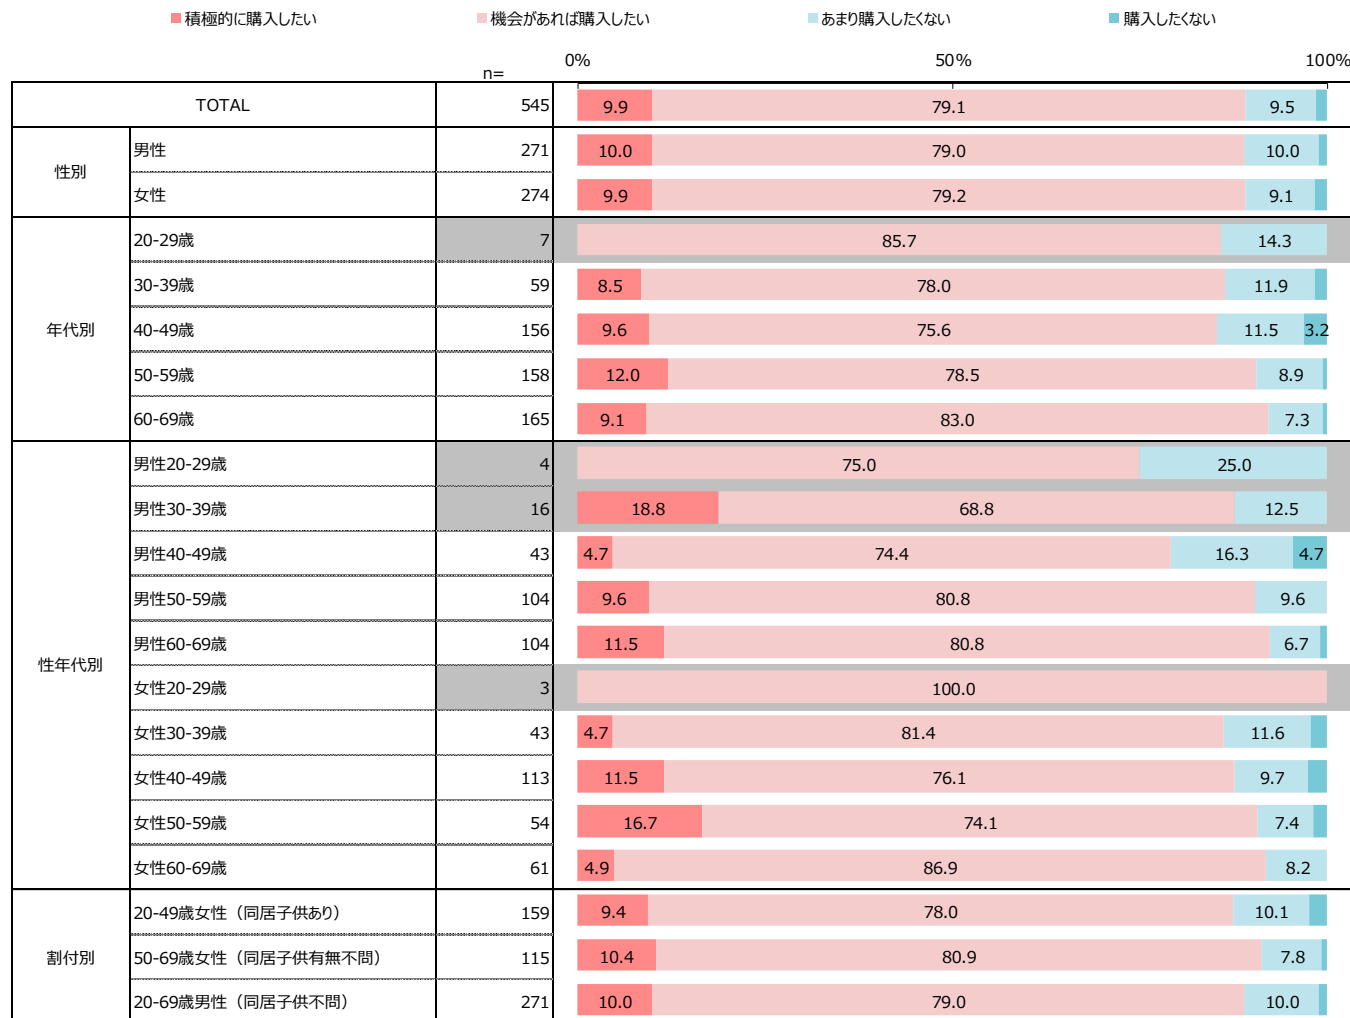 積極的に購入したい 機会があれば購入したい あまり購入したくない 購入したくない
n= 0% 50% 100%
TOTAL 545 9.9 79.1 9.5
性別
男性 271 10.0 79.0 10.0
女性 274 9.9 79.2 9.1
年代別
20-29歳 7 85.7 14.3
30-39歳 59 8.5 78.0 11.9
40-49歳 156 9.6 75.6 11.5 3.2
50-59歳 158 12.0 78.5 8.9
60-69歳 165 9.1 83.0 7.3
性年代別
男性20-29歳 4 75.0 25.0
男性30-39歳 16 18.8 68.8 12.5
男性40-49歳 43 4.7 74.4 16.3 4.7
男性50-59歳 104 9.6 80.8 9.6
男性60-69歳 104 11.5 80.8 6.7
女性20-29歳 3 100.0
女性30-39歳 43 4.7 81.4 11.6
女性40-49歳 113 11.5 76.1 9.7
女性50-59歳 54 16.7 74.1 7.4
女性60-69歳 61 4.9 86.9 8.2
割付別
20-49歳女性（同居子供あり） 159 9.4 78.0 10.1
50-69歳女性（同居子供有無不問） 115 10.4 80.9 7.8
20-69歳男性（同居子供不問） 271 10.0 79.0 10.0